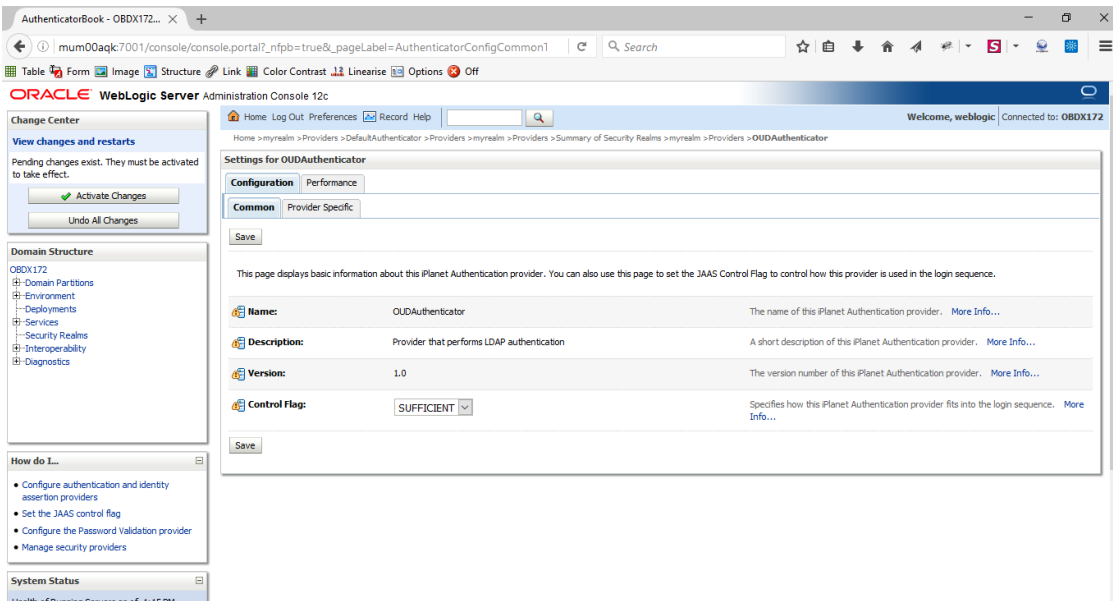 AuthenticatorBook - OBDX172...
mum00aqk:7001/console/console.portal?_nfpb=true&_pageLabel=AuthenticatorConfigCommonT
Search
Table Form Image Structure Link Color Contrast Linearise Options Off
ORACLE WebLogic Server Administration Console 12c
Change Center
View changes and restarts
Pending changes exist. They must be activated
to take effect.
Activate Changes
Undo All Changes
Domain Structure
OBDX172
Domain Partitions
Environment
Deployments
Services
Security Realms
Interoperability
Diagnostics
How do I...
Configure authentication and identity
assertion providers
Set the JAAS control flag
Configure the Password Validation provider
Manage security providers
System Status
Health of Running Servers as of 4:15 PM
Home Log Out Preferences Record Help
Welcome, weblogic Connected to: OBDX172
Home >myrealm >Providers >DefaultAuthenticator >Providers >myrealm >Providers >Summary of Security Realms >myrealm >Providers >OUDAuthenticator
Settings for OUDAuthenticator
Configuration Performance
Common Provider Specific
Save
This page displays basic information about this iPlanet Authentication provider. You can also use this page to set the JAAS Control Flag to control how this provider is used in the login sequence.
Name: OUDAuthenticator The name of this iPlanet Authentication provider. More Info...
Description: Provider that performs LDAP authentication A short description of this iPlanet Authentication provider. More Info...
Version: 1.0 The version number of this iPlanet Authentication provider. More Info...
Control Flag: SUFFICIENT Specifies how this iPlanet Authentication provider fits into the login sequence. More
Info...
Save